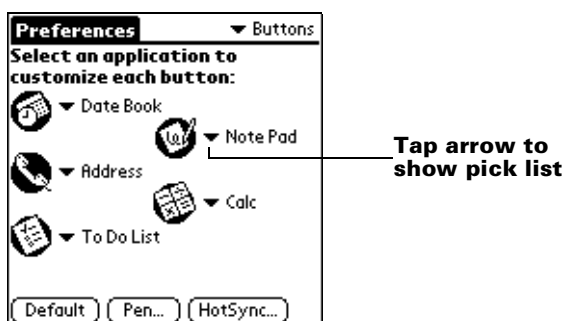 Preferences
Buttons
Select an application to
customize each button:
Date Book
Note Pad
Address
Calc
To Do List
Default Pen... HotSync...
Tap arrow to
show pick list